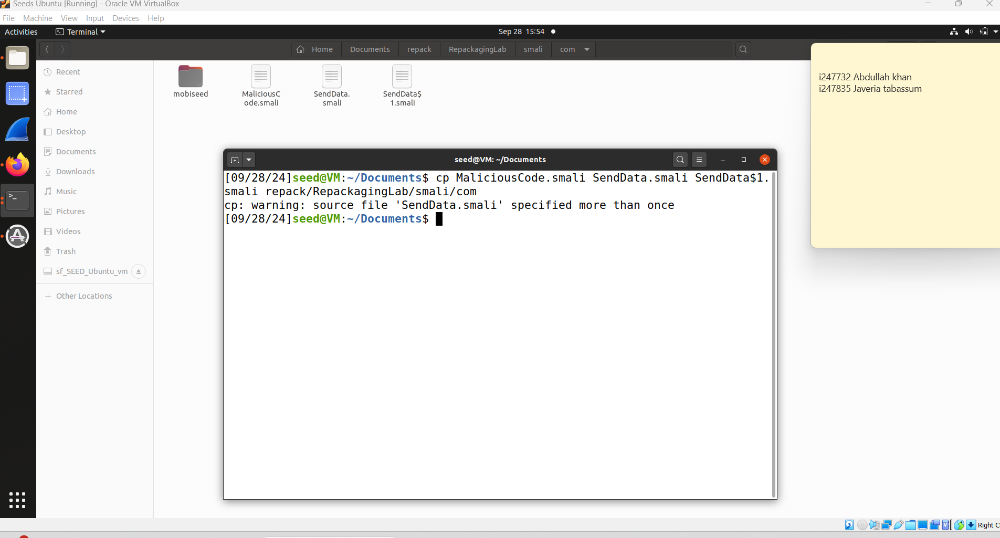 Seeds Ubuntu [Running] - Oracle VM VirtualBox
File Machine View Input Devices Help
Activities Terminal Sep 28 15:54
Home Documents repack RepackagingLab smali com
Recent
Starred
Home
Desktop
Documents
Downloads
Music
Pictures
Videos
Trash
sf_SEED_Ubuntu_vm
Other Locations
mobiseed
MaliciousC
ode.smali
SendData.
smali
SendData$
1.smali
i247732 Abdullah khan
i247835 Javeria tabassum
seed@VM: ~/Documents
[09/28/24]seed@VM:~/Documents$ cp MaliciousCode.smali SendData.smali SendData$1.
smali repack/RepackagingLab/smali/com
cp: warning: source file 'SendData.smali' specified more than once
[09/28/24]seed@VM:~/Documents$
Right C